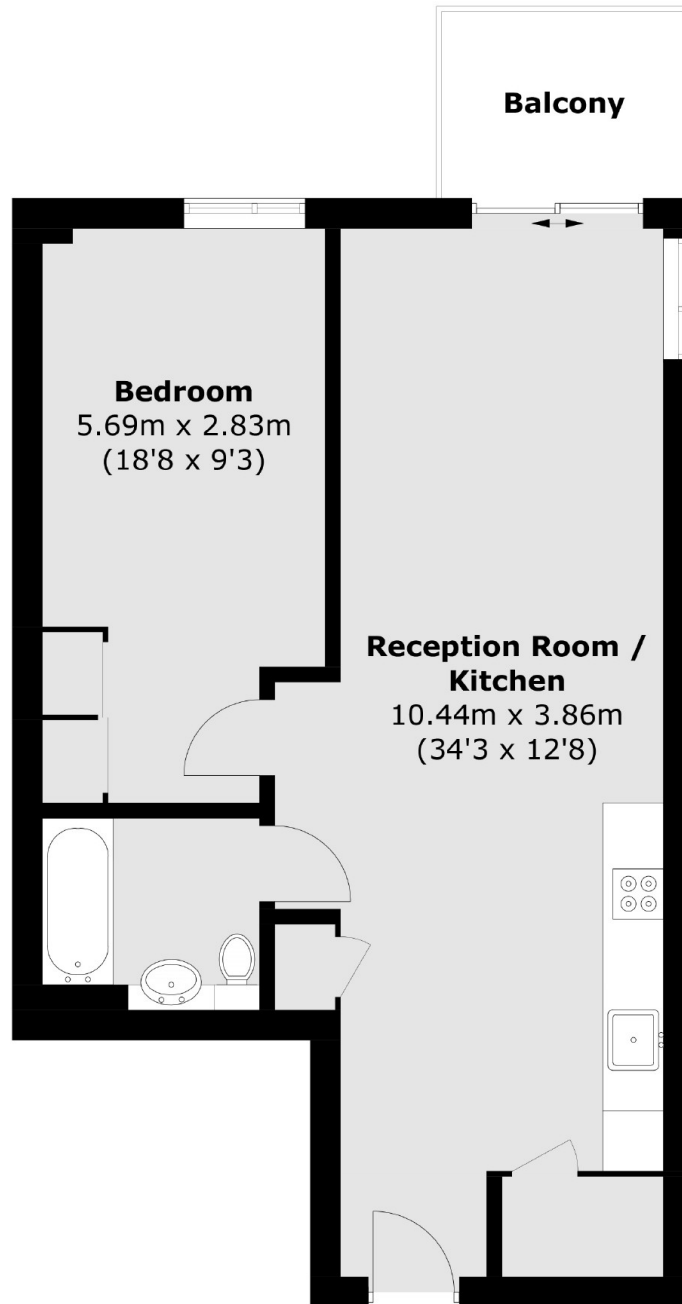 Balcony
Bedroom
5.69m x 2.83m
(18'8 x 9'3)
Reception Room /
Kitchen
10.44m x 3.86m
(34'3 x 12'8)